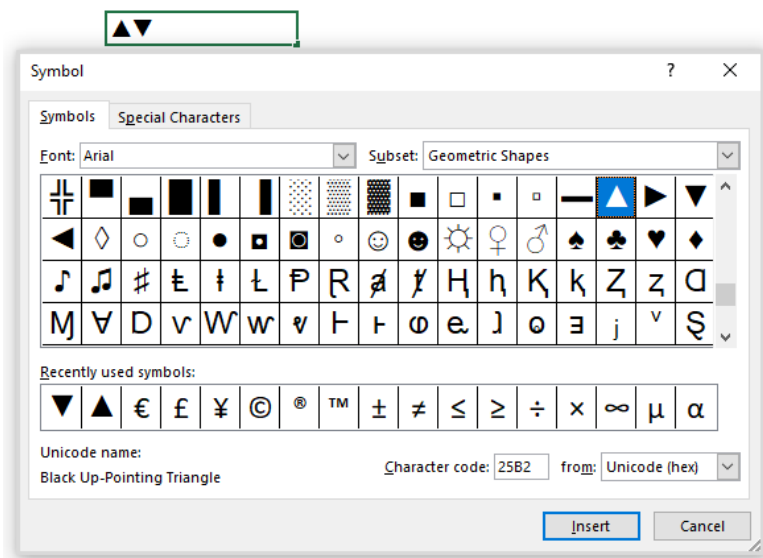 ▲▼
Symbol ? ×
Symbols Special Characters
Font: Arial Subset: Geometric Shapes
╬ ▀ ▄ █ ▌ ▐ ░ ▒ ▓ ■ □ ▪ ▫ ▬ ▲ ► ▼
◄ ◊ ○ ◌ ● ◘ ◙ ◦ ☺ ☻ ☼ ♀ ♂ ♠ ♣ ♥ ♦
♪ ♫ ♯ Ⱡ ⱡ Ɫ Ᵽ Ɽ ⱥ ⱦ Ⱨ ⱨ Ⱪ ⱪ Ⱬ ⱬ Ɑ
Ɱ Ɐ Ɒ ⱱ Ⱳ ⱳ ⱴ Ⱶ ⱶ ⱷ ⱸ ⱹ ⱺ ⱻ ⱼ ⱽ Ȿ
Recently used symbols:
▼ ▲ € £ ¥ © ® ™ ± ≠ ≤ ≥ ÷ × ∞ µ α
Unicode name:
Black Up-Pointing Triangle
Character code: 25B2 from: Unicode (hex)
Insert Cancel